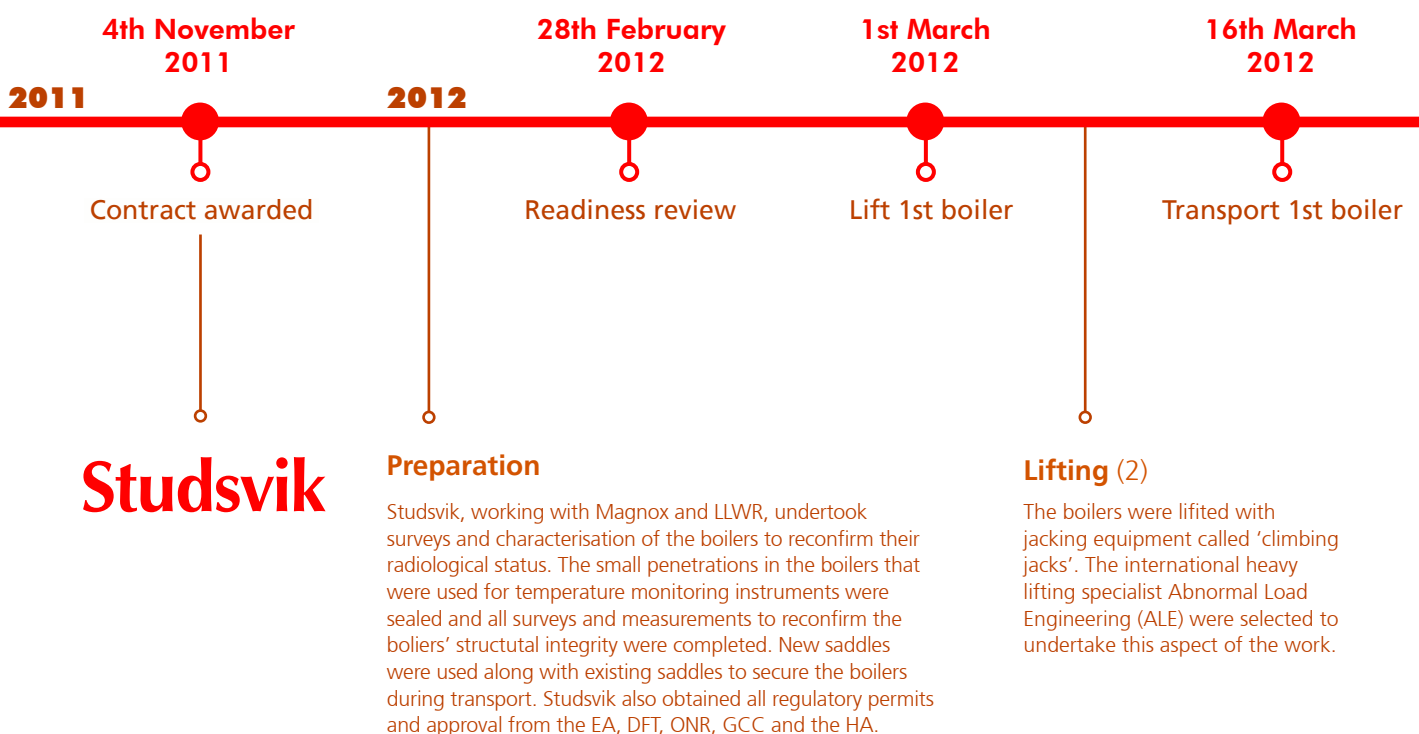 4th November
2011
28th February
2012
1st March
2012
16th March
2012
2011
2012
Contract awarded
Readiness review
Lift 1st boiler
Transport 1st boiler
Studsvik
Preparation
Studsvik, working with Magnox and LLWR, undertook
surveys and characterisation of the boilers to reconfirm their
radiological status. The small penetrations in the boilers that
were used for temperature monitoring instruments were
sealed and all surveys and measurements to reconfirm the
boliers’ structutal integrity were completed. New saddles
were used along with existing saddles to secure the boilers
during transport. Studsvik also obtained all regulatory permits
and approval from the EA, DFT, ONR, GCC and the HA.
Lifting (2)
The boilers were lifited with
jacking equipment called ‘climbing
jacks’. The international heavy
lifting specialist Abnormal Load
Engineering (ALE) were selected to
undertake this aspect of the work.